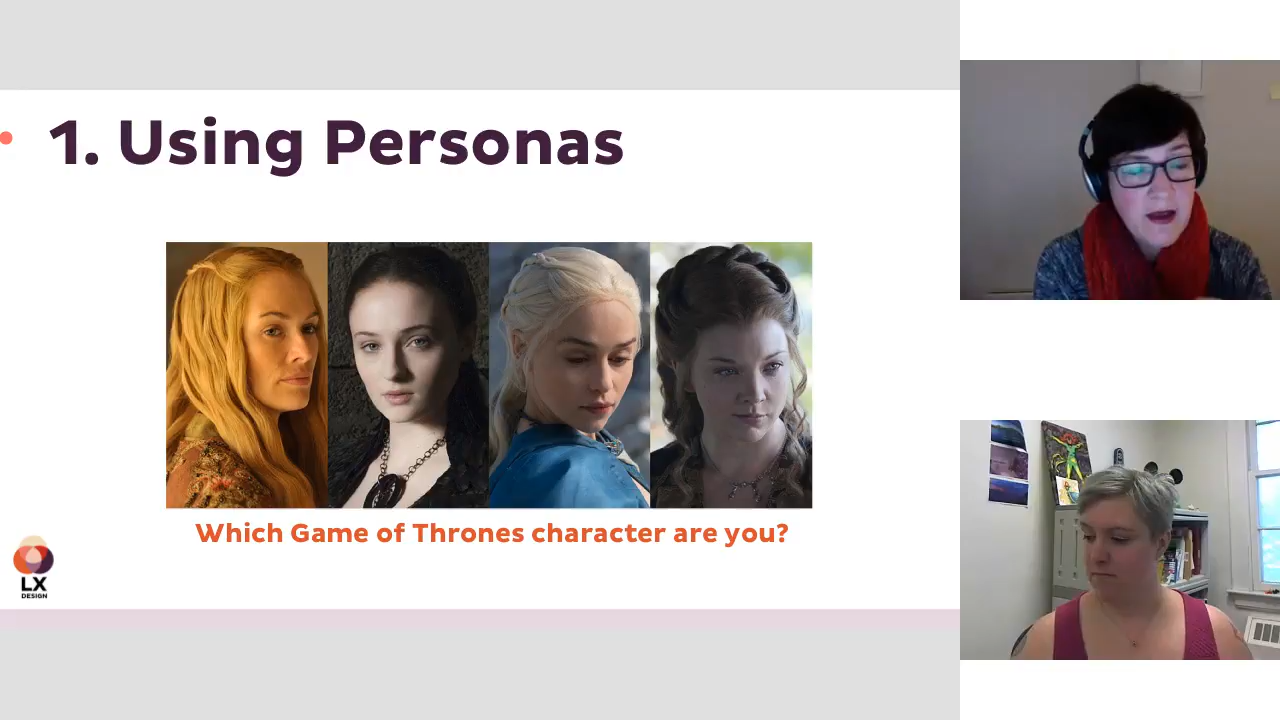 1. Using Personas
Which Game of Thrones character are you?
LX
DESIGN